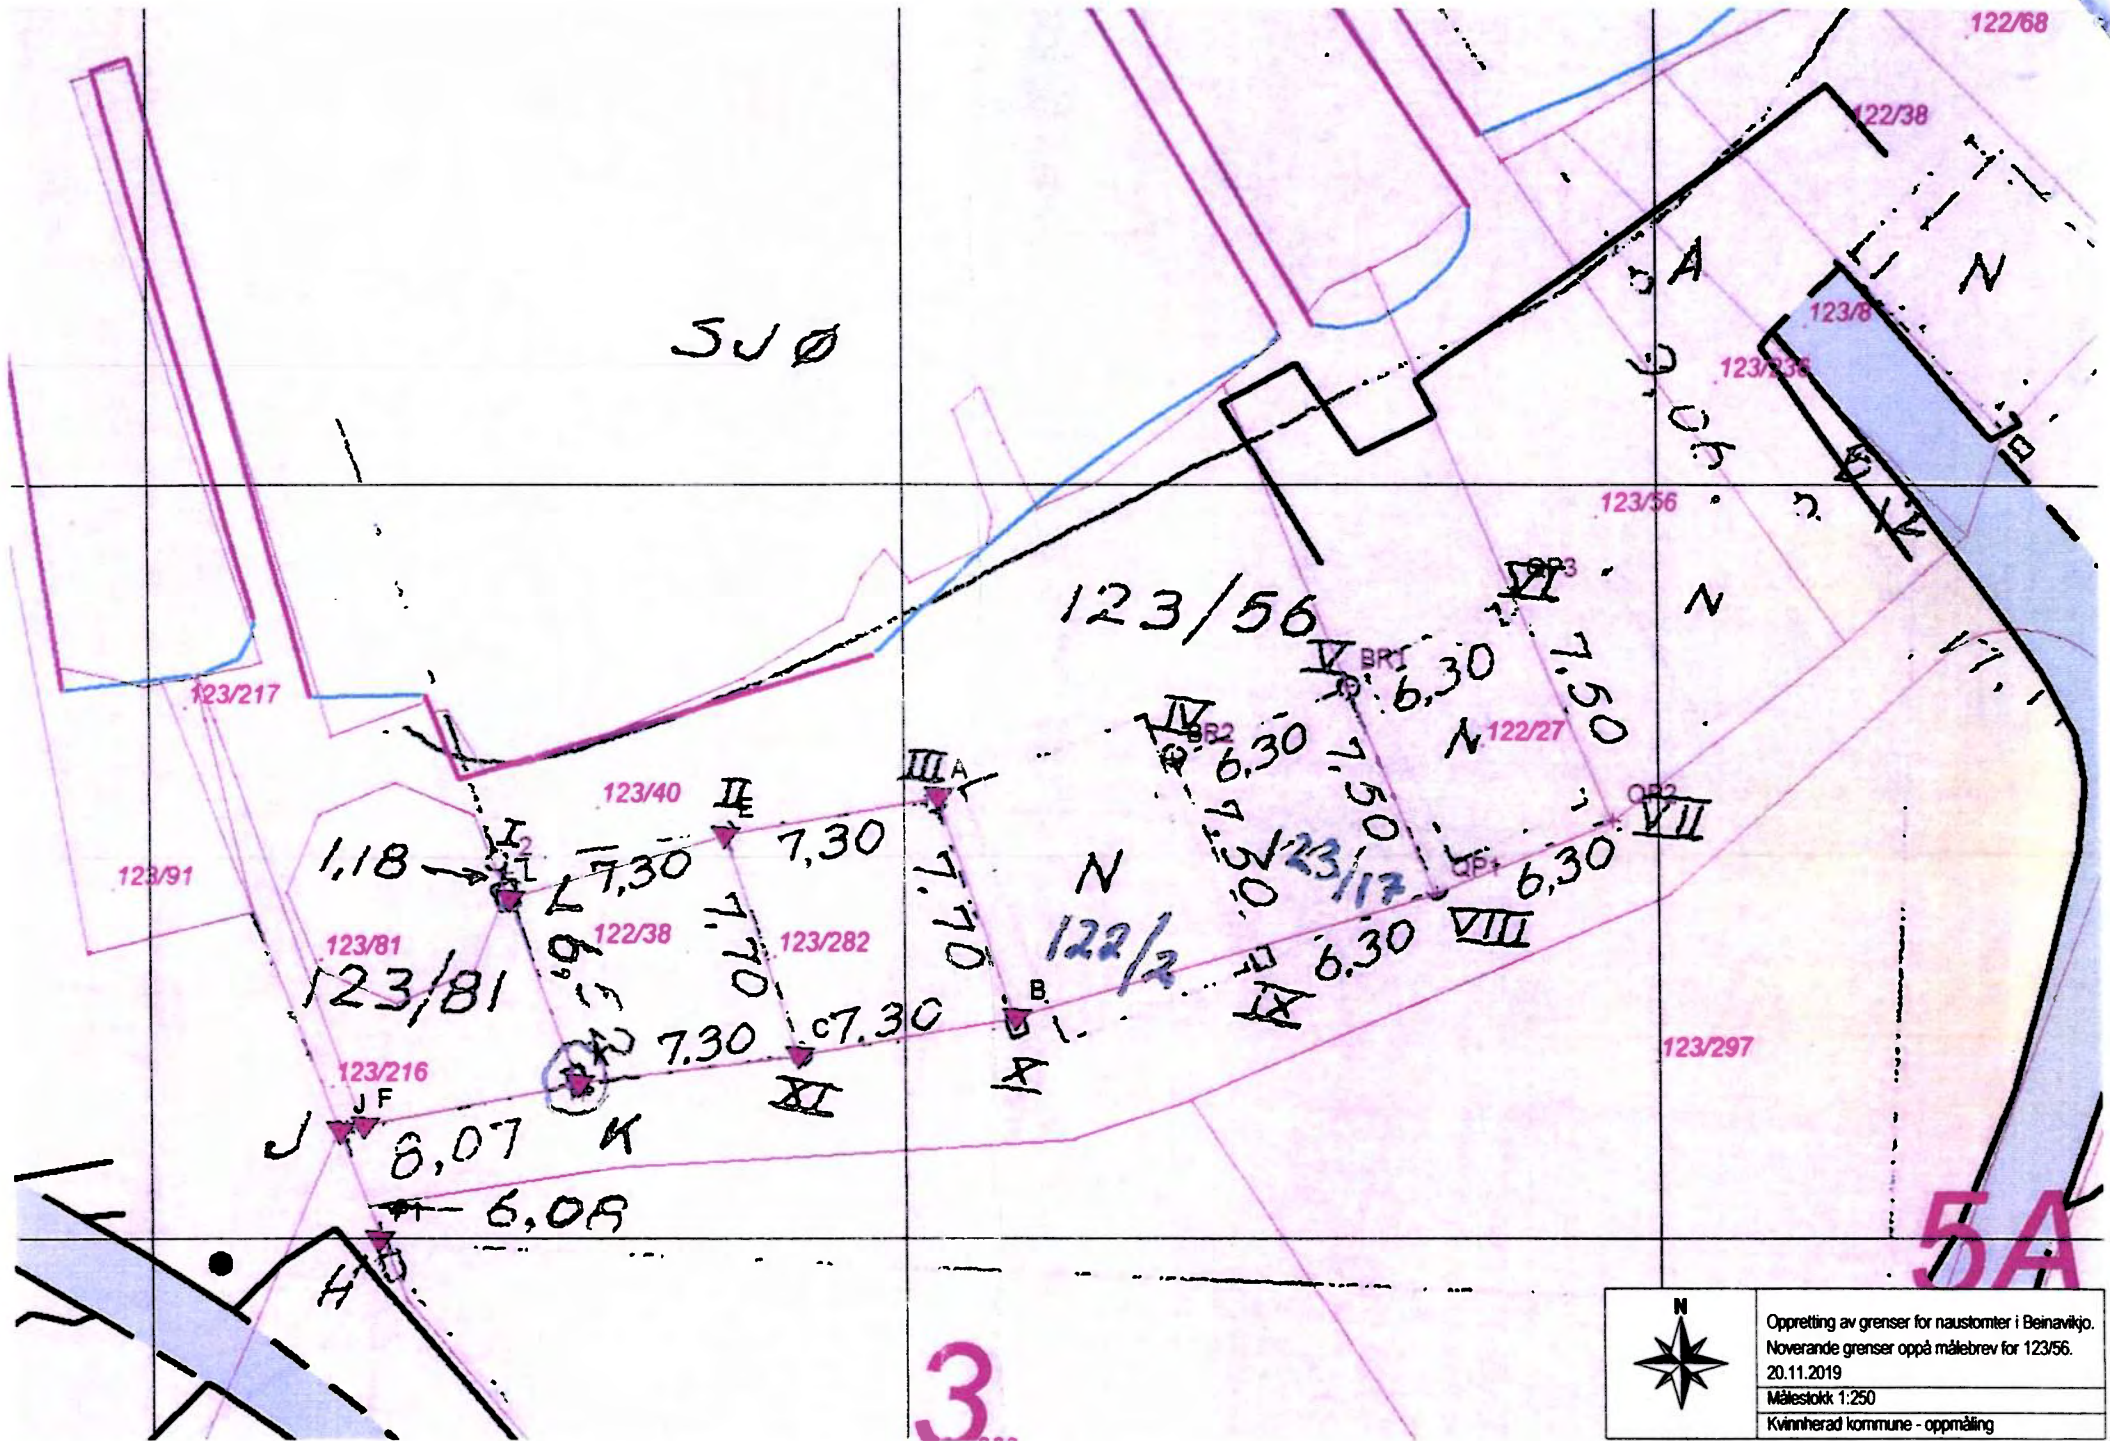 122/68
122/38
N
A
123/8
123/236
SJØ
123/56
123/56
VI
N
V BR1
6,30
7,50
123/217
IV
BR2
6,30
7,50
N
122/27
III A
123/40
II
E
VII
I
7,30
7,30
1,18
7,50
123/17
QP1
6,30
123/91
N
7.70
VIII
122/38
7.70
123/282
122/2
6.30
123/81
123/81
B
IX
7.30
C
7.30
X
123/297
123/216
XI
J
J F
8,07
K
6,08
H
5A
3
N
Oppretting av grenser for naustomter i Beinavikjo.
Noverande grenser oppå målebrev for 123/56.
20.11.2019
Målestokk 1:250
Kvinnherad kommune - oppmåling